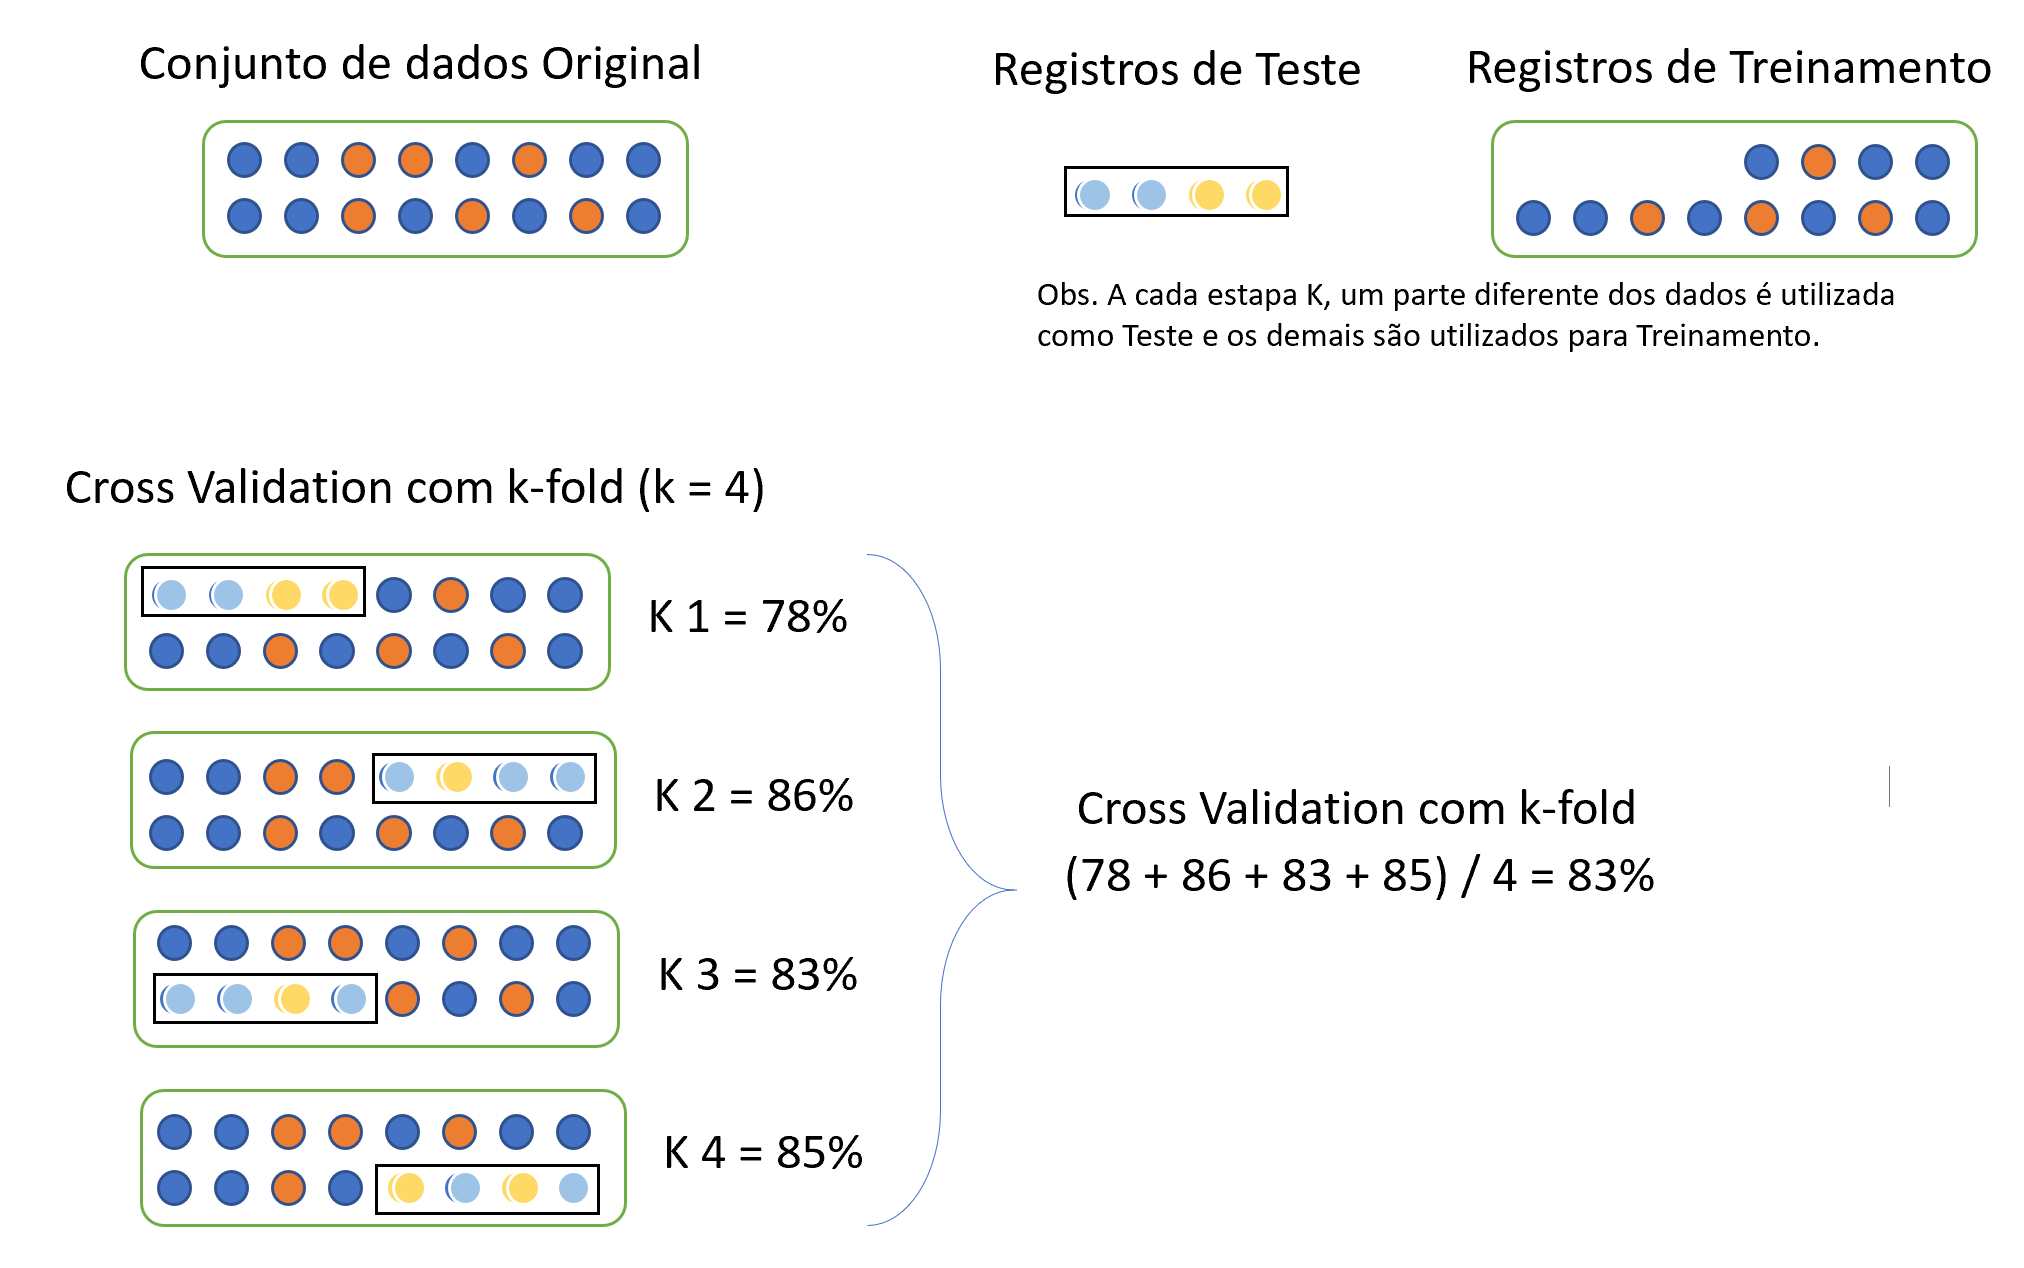 Conjunto de dados Original
Registros de Teste
Registros de Treinamento
Obs. A cada estapa K, um parte diferente dos dados é utilizada
como Teste e os demais são utilizados para Treinamento.
Cross Validation com k-fold (k = 4)
K 1 = 78%
K 2 = 86%
K 3 = 83%
K 4 = 85%
Cross Validation com k-fold
(78 + 86 + 83 + 85) / 4 = 83%